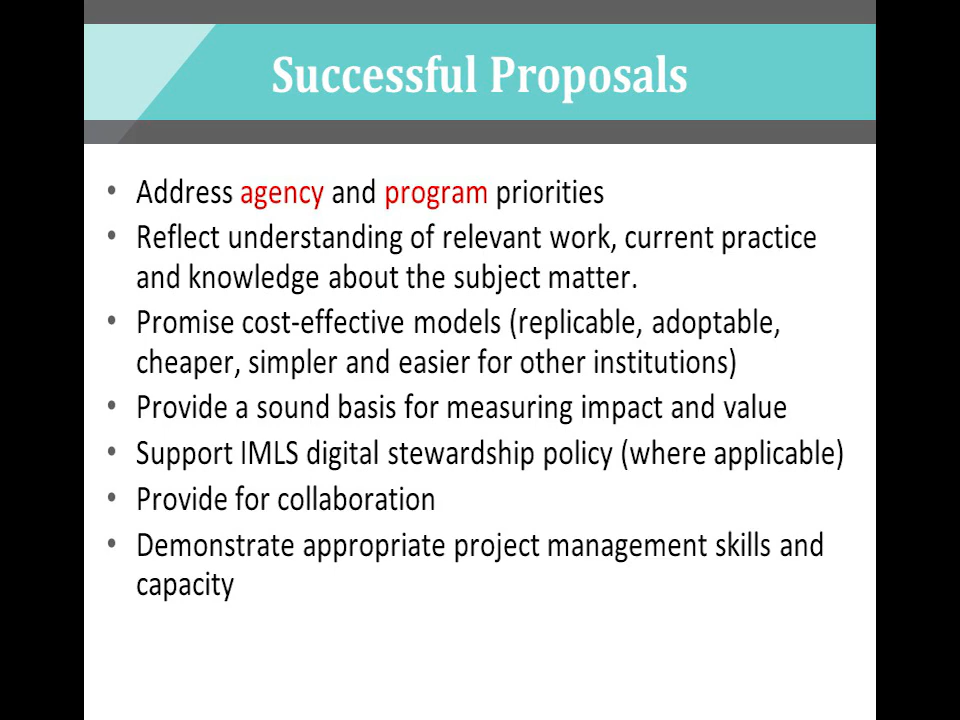 Successful Proposals
• Address agency and program priorities
• Reflect understanding of relevant work, current practice
and knowledge about the subject matter.
• Promise cost-effective models (replicable, adoptable,
cheaper, simpler and easier for other institutions)
• Provide a sound basis for measuring impact and value
• Support IMLS digital stewardship policy (where applicable)
• Provide for collaboration
• Demonstrate appropriate project management skills and
capacity